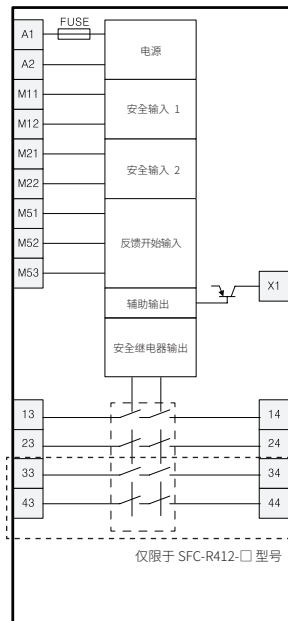 FUSE
A1
电源
A2
M11
安全输入 1
M12
M21
安全输入 2
M22
M51
M52
反馈开始输入
M53
X1
辅助输出
安全继电器输出
13
14
23
24
33
34
43
44
仅限于 SFC-R412-□ 型号